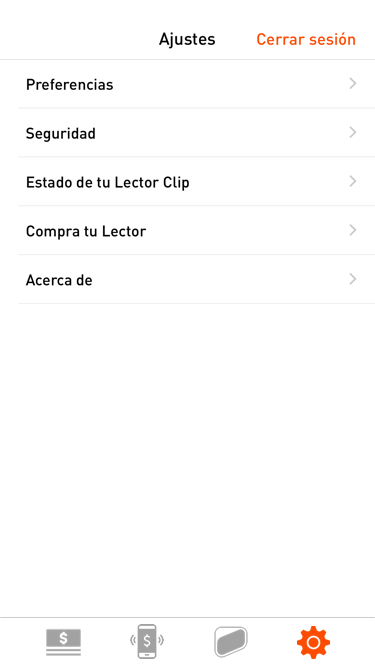 Ajustes Cerrar sesión
Preferencias
Seguridad
Estado de tu Lector Clip
Compra tu Lector
Acerca de
$ $